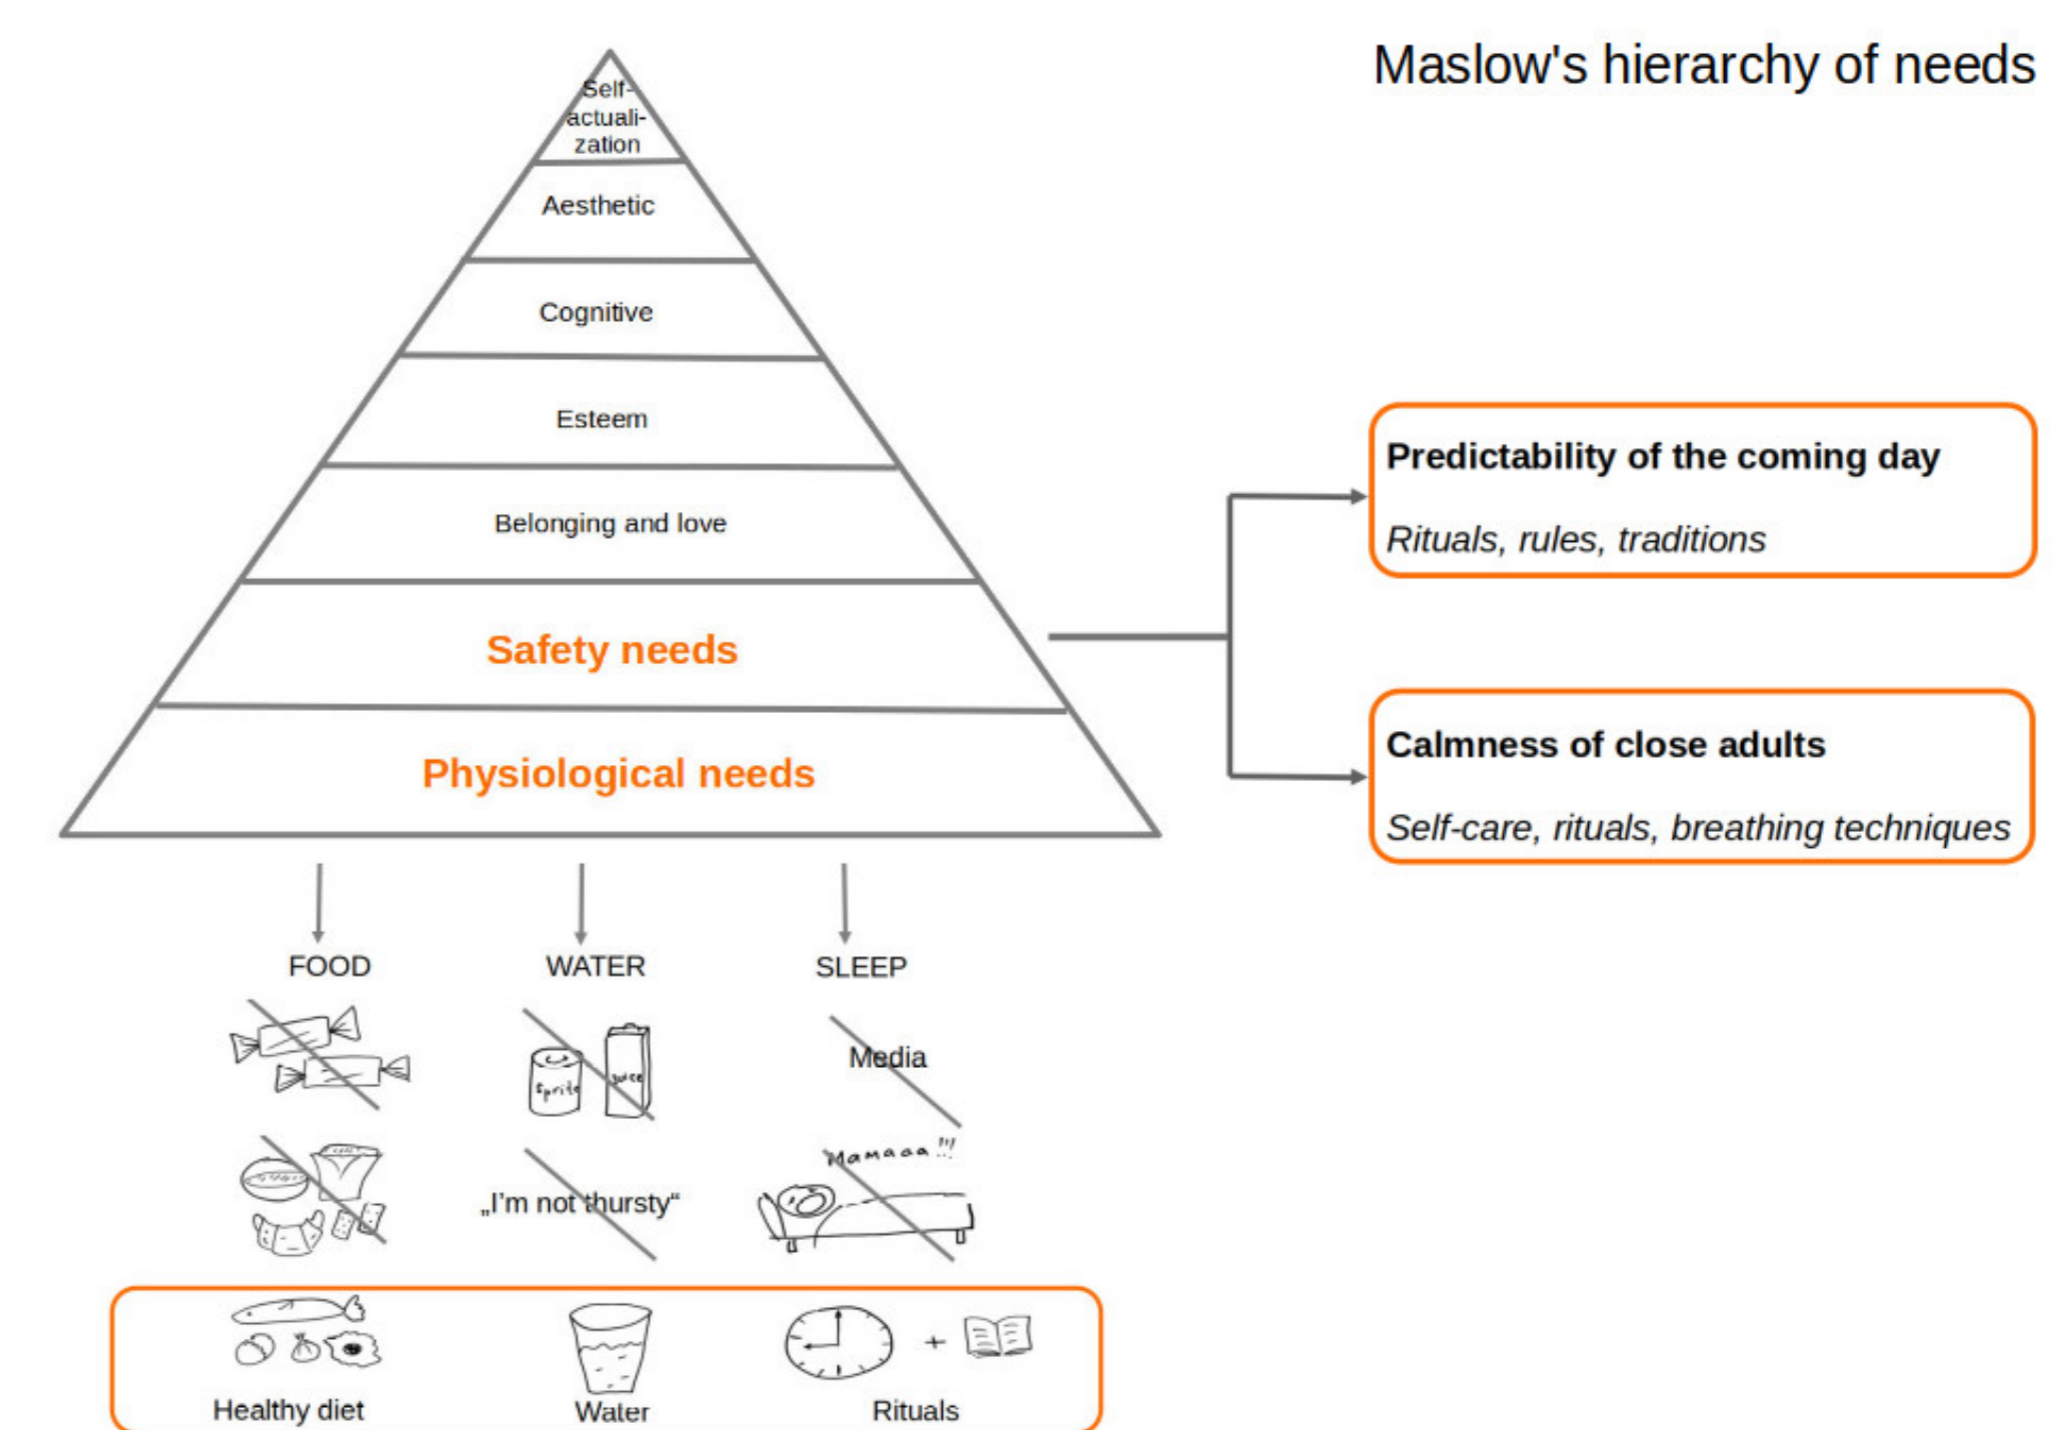 Maslow's hierarchy of needs
Self-
actuali-
zation
Aesthetic
Cognitive
Esteem
Belonging and love
Safety needs
Physiological needs
Predictability of the coming day
Rituals, rules, traditions
Calmness of close adults
Self-care, rituals, breathing techniques
FOOD
WATER
SLEEP
sprite
juice
Media
Mamaaa !!!
„I'm not thursty“
Healthy diet
Water
Rituals